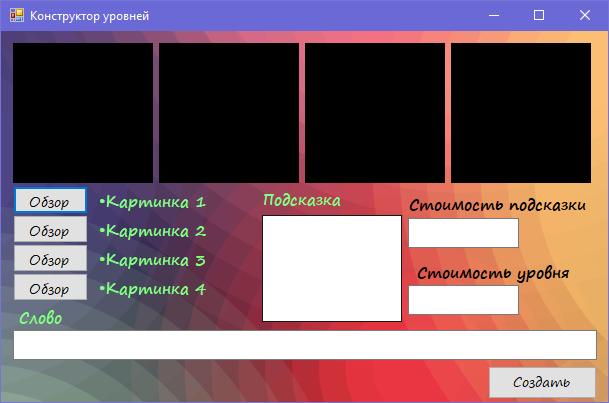 Конструктор уровней
Обзор •Картинка 1
Обзор •Картинка 2
Обзор •Картинка 3
Обзор •Картинка 4
Подсказка
Стоимость подсказки
Стоимость уровня
Слово
Создать